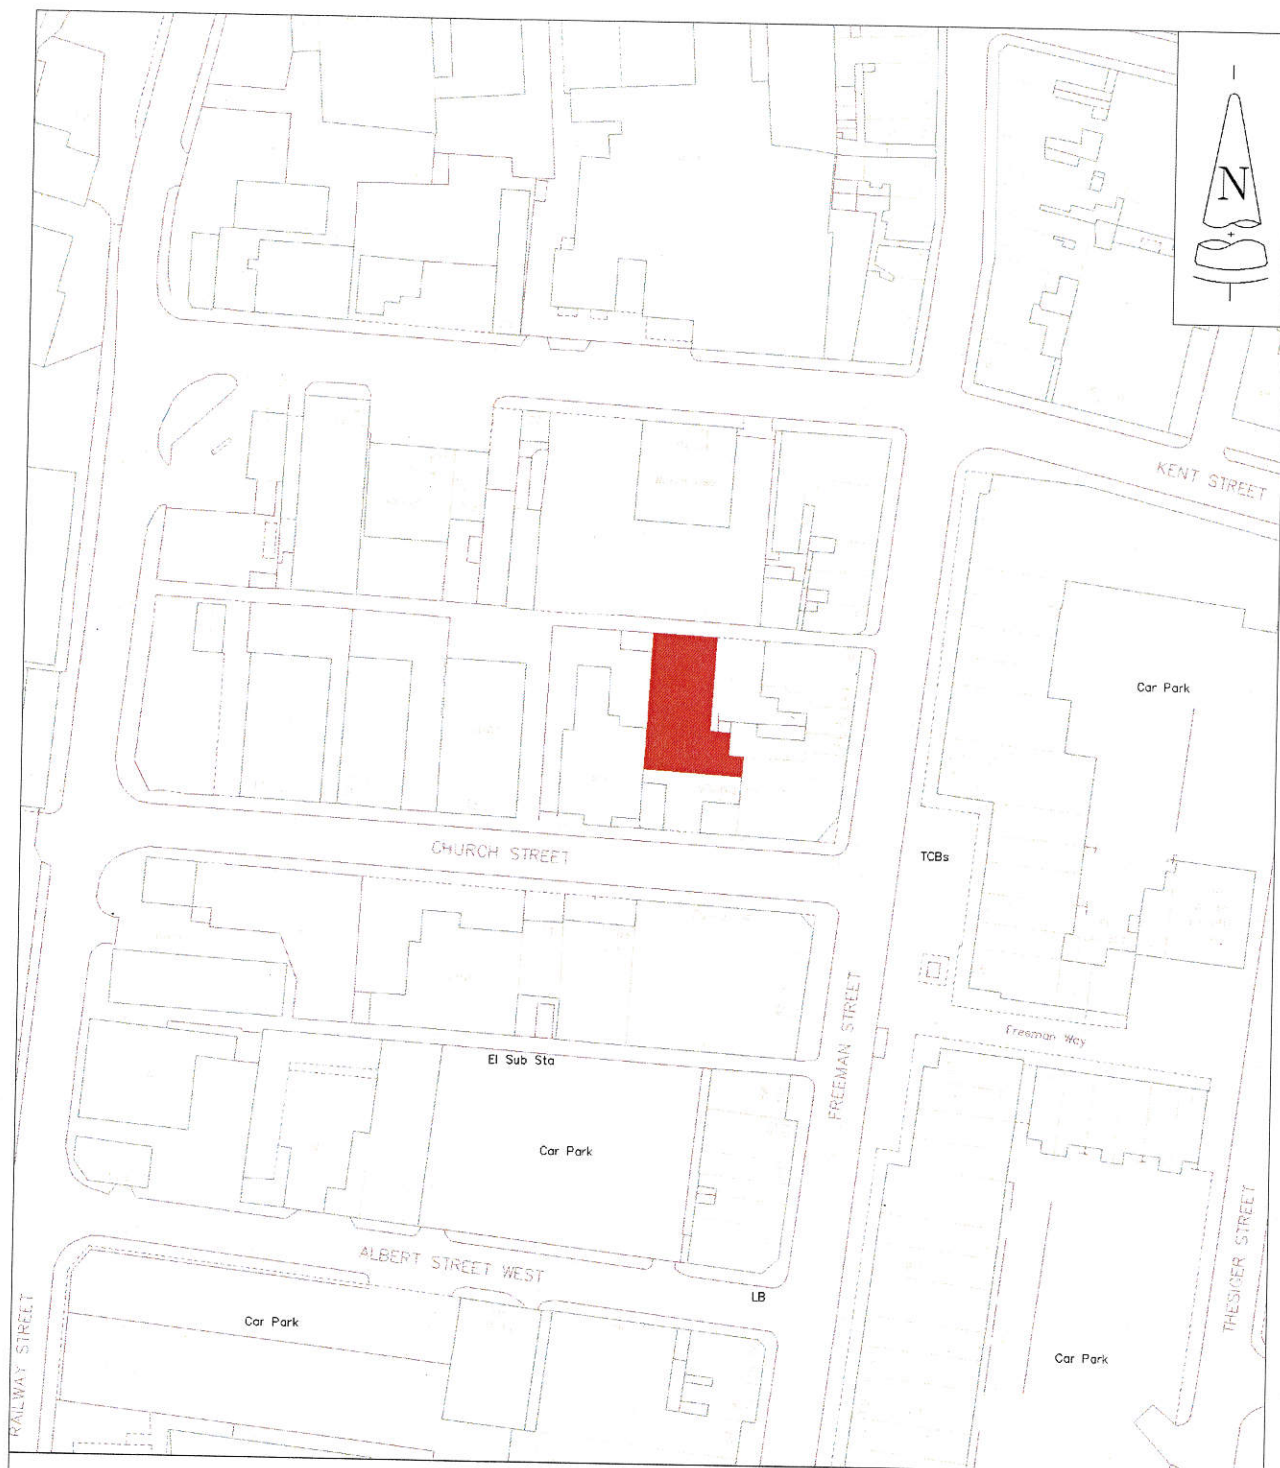 N
KENT STREET
Car Park
CHURCH STREET
TCBs
FREEMAN STREET
Freeman Way
El Sub Sta
Car Park
THESIGER STREET
ALBERT STREET WEST
LB
RAILWAY STREET
Car Park
Car Park